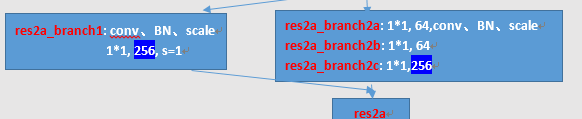 res2a_branch1: conv、BN、scale
1*1, 256, s=1
res2a_branch2a: 1*1, 64,conv、BN、scale
res2a_branch2b: 1*1, 64
res2a_branch2c: 1*1,256
res2a